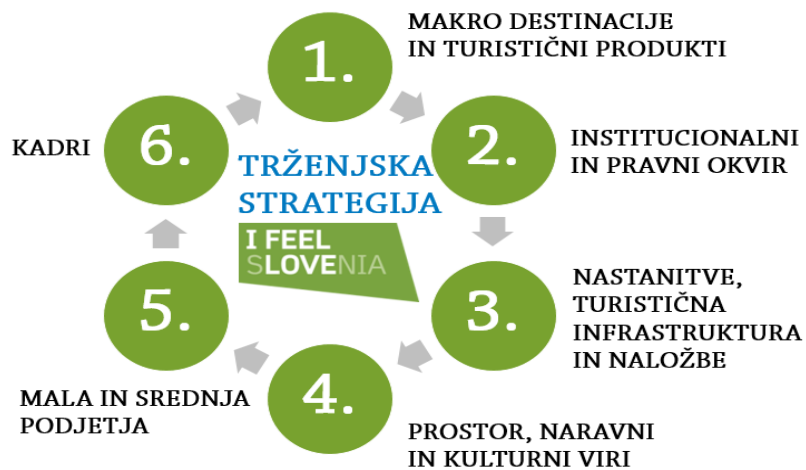 1.
MAKRO DESTINACIJE
IN TURISTIČNI PRODUKTI
2.
INSTITUCIONALNI
IN PRAVNI OKVIR
3.
NASTANITVE,
TURISTIČNA
INFRASTRUKTURA
IN NALOŽBE
4.
PROSTOR, NARAVNI
IN KULTURNI VIRI
5.
MALA IN SREDNJA
PODJETJA
6.
KADRI
TRŽENJSKA
STRATEGIJA
I FEEL
SLOVENIA